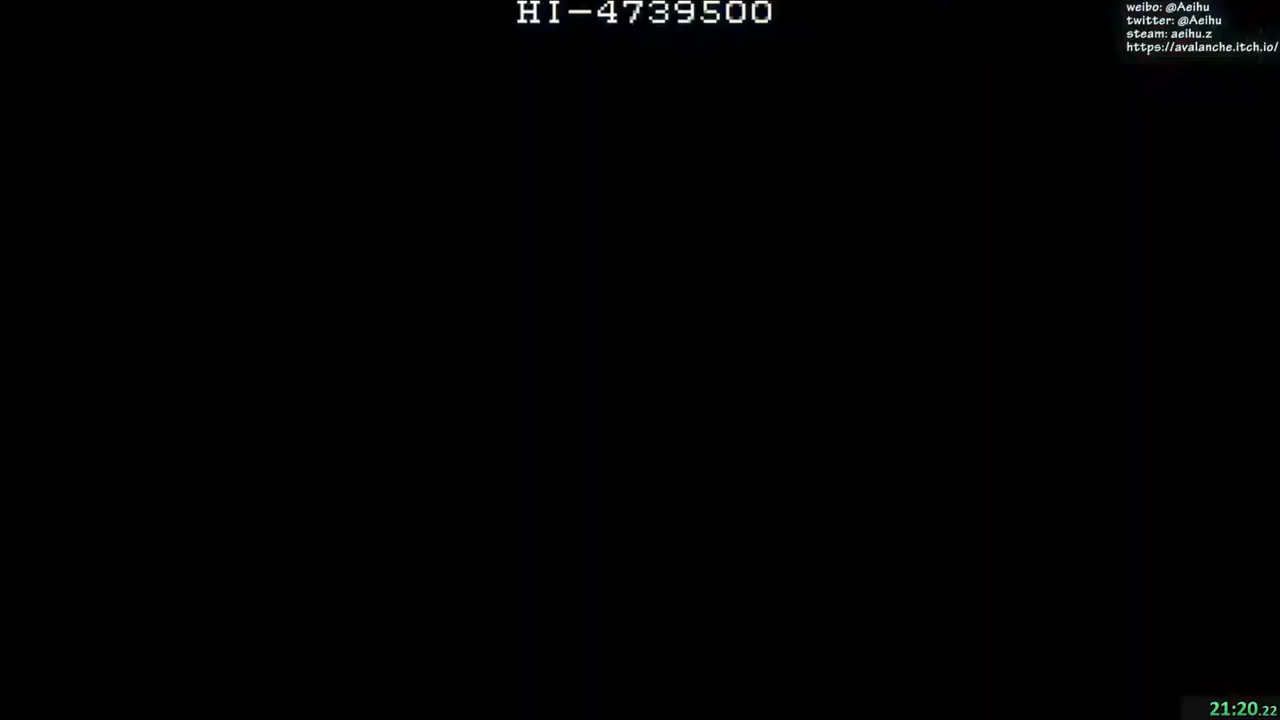 HI-4739500
weibo: @Aeihu
twitter: @Aeihu
steam: aeihu.z
https://avalanche.itch.io/
21:20.22